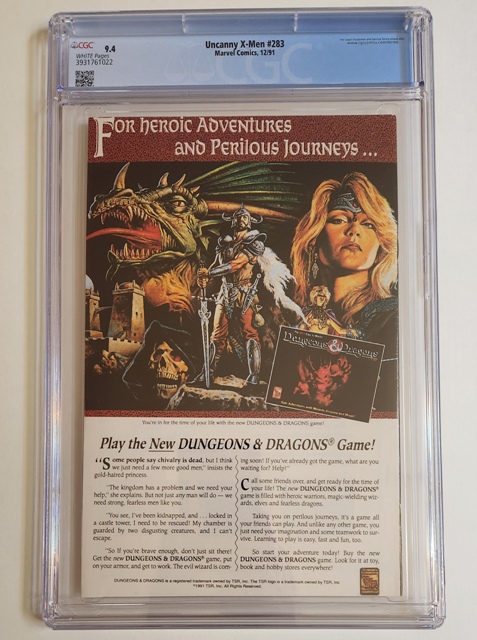 CGC 9.4
WHITE Pages
3931761022
Uncanny X-Men #283
Marvel Comics, 12/91
FOR HEROIC ADVENTURES
AND PERILOUS JOURNEYS ...
DUNGEONS & DRAGONS
You're in for the time of your life with the new DUNGEONS & DRAGONS game!
Play the New DUNGEONS & DRAGONS® Game!
"Some people say chivalry is dead, but I think
we just need a few more good men," insists the
gold-haired princess.
"The kingdom has a problem and we need your
help," she explains. But not just any man will do — we
need strong, fearless men like you.
"You see, I've been kidnapped, and . . . locked in
a castle tower, I need to be rescued! My chamber is
guarded by two disgusting creatures, and I can't
escape.
"So If you're brave enough, don't just sit there!
Get the new DUNGEONS & DRAGONS® game, put
on your armor, and get to work. The evil wizard is com-
ing soon! If you've already got the game, what are you
waiting for? Help!"
Call some friends over, and get ready for the time of
your life! The new DUNGEONS & DRAGONS®
game is filled with heroic warriors, magic-wielding wiz-
ards, elves and fearless dragons.
Taking on perilous journeys, it's a game all
your friends can play. And unlike any other game, you
just need your imagination and some teamwork to sur-
vive. Learning to play is easy, fast and fun, too.
So start your adventure today! Buy the new
DUNGEONS & DRAGONS game. Look for it at toy,
book and hobby stores everywhere!
DUNGEONS & DRAGONS is a registered trademark owned by TSR, Inc. The TSR logo is a trademark owned by TSR, Inc.
©1991 TSR, Inc. All Rights Reserved.